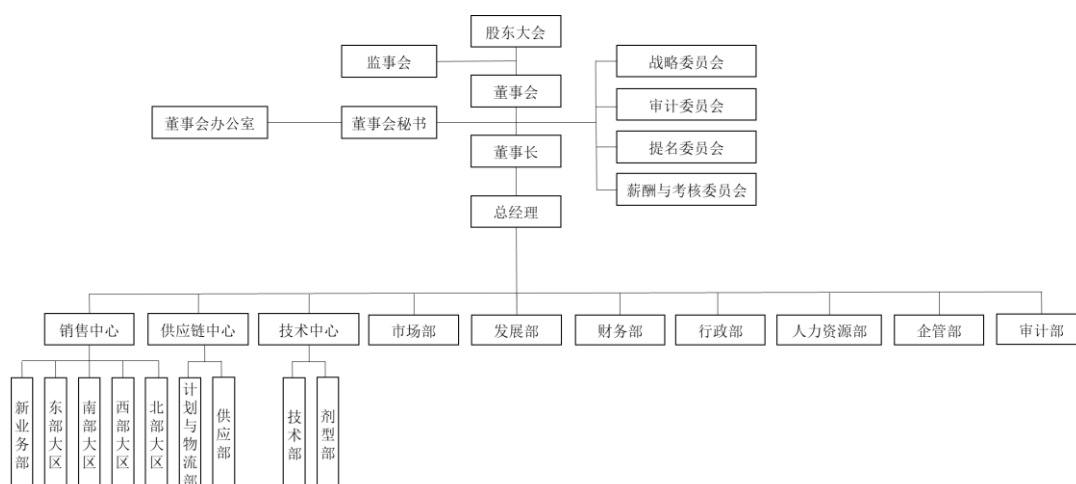 股东大会
监事会
战略委员会
董事会
审计委员会
董事会办公室
董事会秘书
董事长
提名委员会
薪酬与考核委员会
总经理
销售中心
供应链中心
技术中心
市场部
发展部
财务部
行政部
人力资源部
企管部
审计部
新业务部
东部大区
南部大区
西部大区
北部大区
计划与物流部
供应部
技术部
剂型部